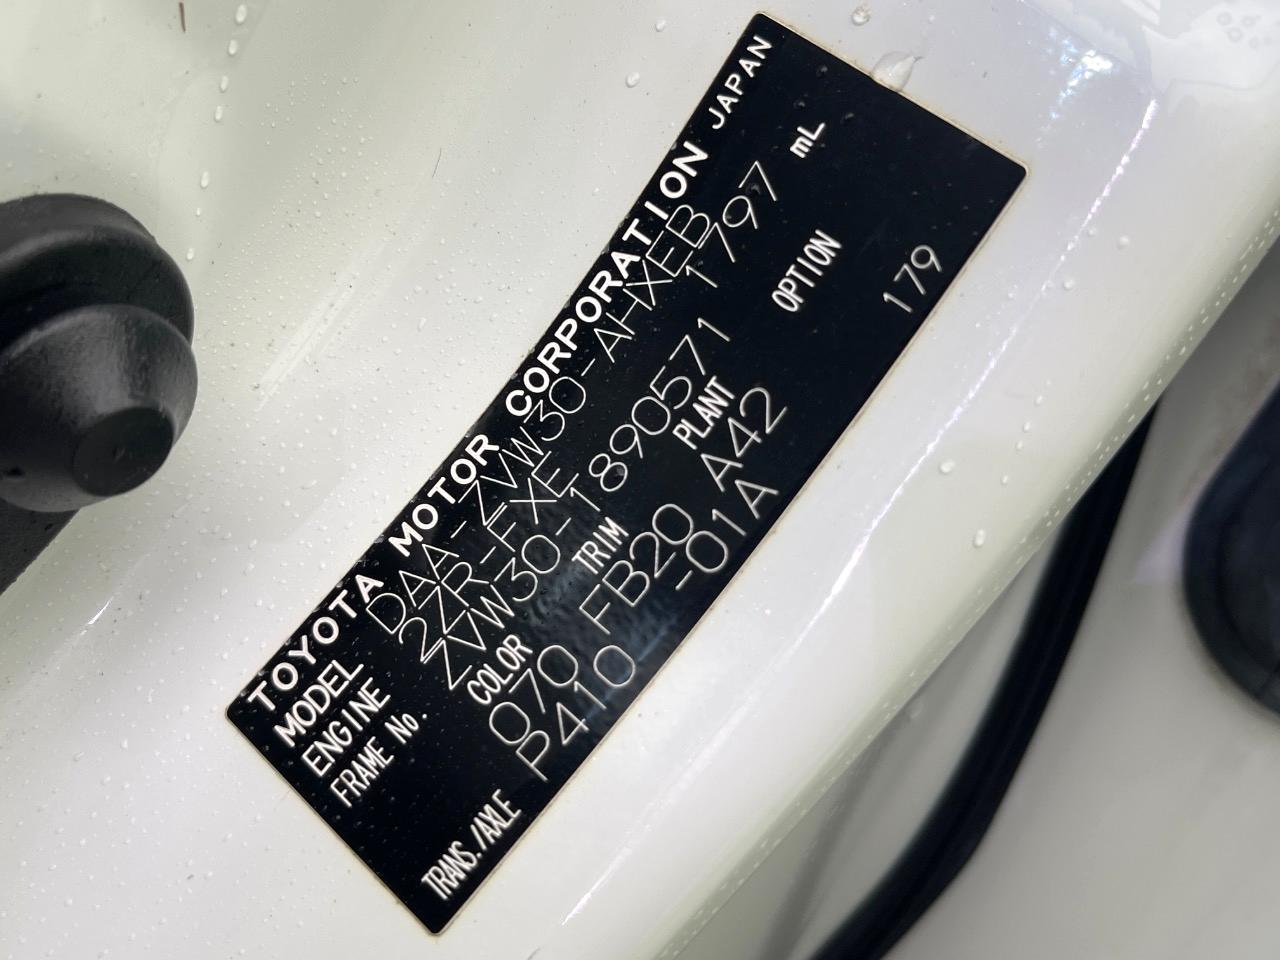 TOYOTA MOTOR CORPORATION JAPAN
MODEL DAA-ZVW30-AHXEB
ENGINE 2ZR-FXE 1797 mL
FRAME No. ZVW30-1890571
COLOR TRIM PLANT OPTION
070 FB20 A42 179
TRANS./AXLE P410 -01A